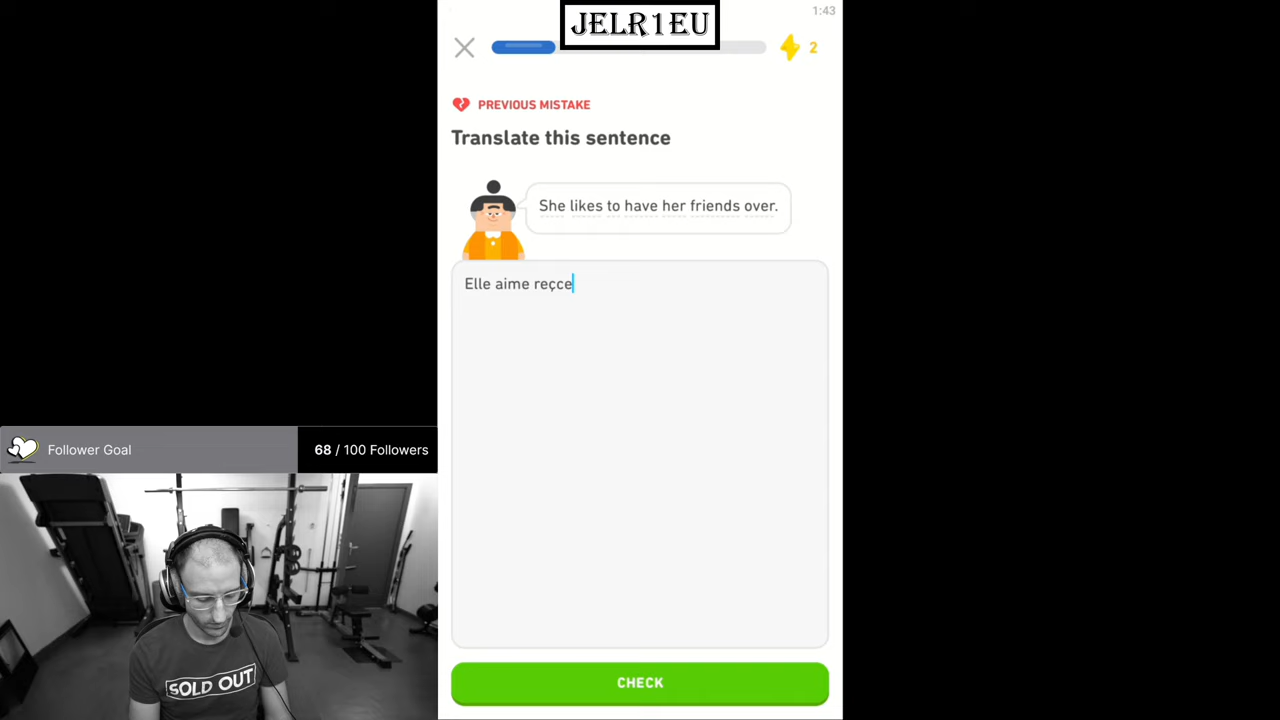 JELR1EU
1:43
2
PREVIOUS MISTAKE
Translate this sentence
She likes to have her friends over.
Elle aime reçce
Follower Goal
68 / 100 Followers
SOLD OUT
CHECK